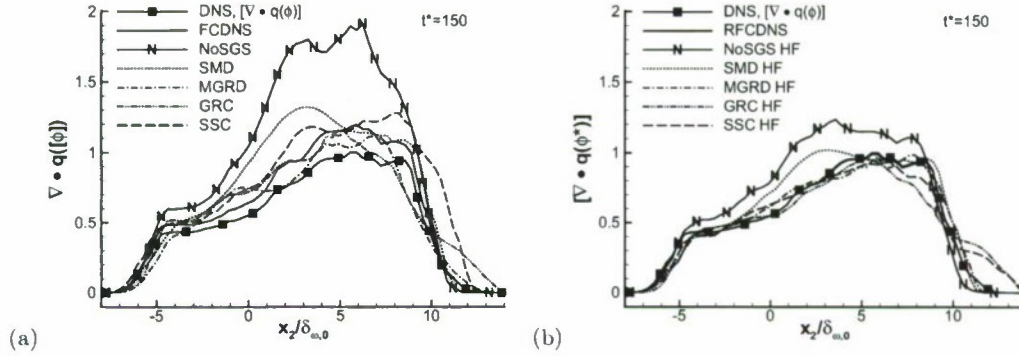 DNS, [∇ • q(ϕ)]
FCDNS
NoSGS
SMD
MGRD
GRC
SSC
t*=150
2
1.5
1
0.5
0
∇ • q([ϕ])
-5
0
5
10
x₂/δω,0
(a)
DNS, [∇ • q(ϕ)]
RFCDNS
NoSGS HF
SMD HF
MGRD HF
GRC HF
SSC HF
t*=150
2
1.5
1
0.5
0
[∇ • q(ϕ*)]
-5
0
5
10
x₂/δω,0
(b)